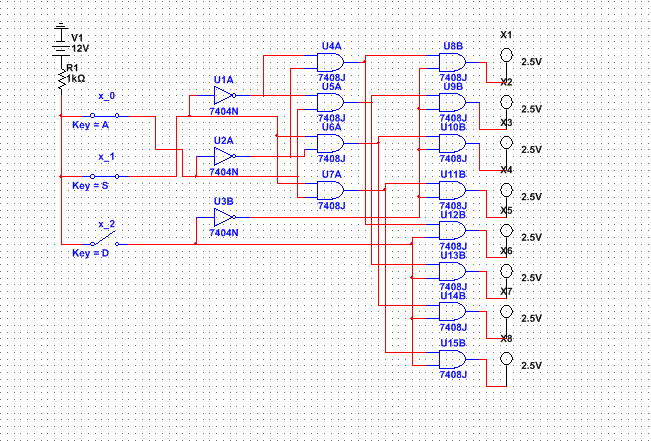 V1
12V
R1
1kΩ
x_0
Key = A
x_1
Key = S
x_2
Key = D
U1A
7404N
U2A
7404N
U3B
7404N
U4A
7408J
U5A
7408J
U6A
7408J
U7A
7408J
U8B
7408J
U9B
7408J
U10B
7408J
U11B
7408J
U12B
7408J
U13B
7408J
U14B
7408J
U15B
7408J
X1
2.5V
X2
2.5V
X3
2.5V
X4
2.5V
X5
2.5V
X6
2.5V
X7
2.5V
X8
2.5V